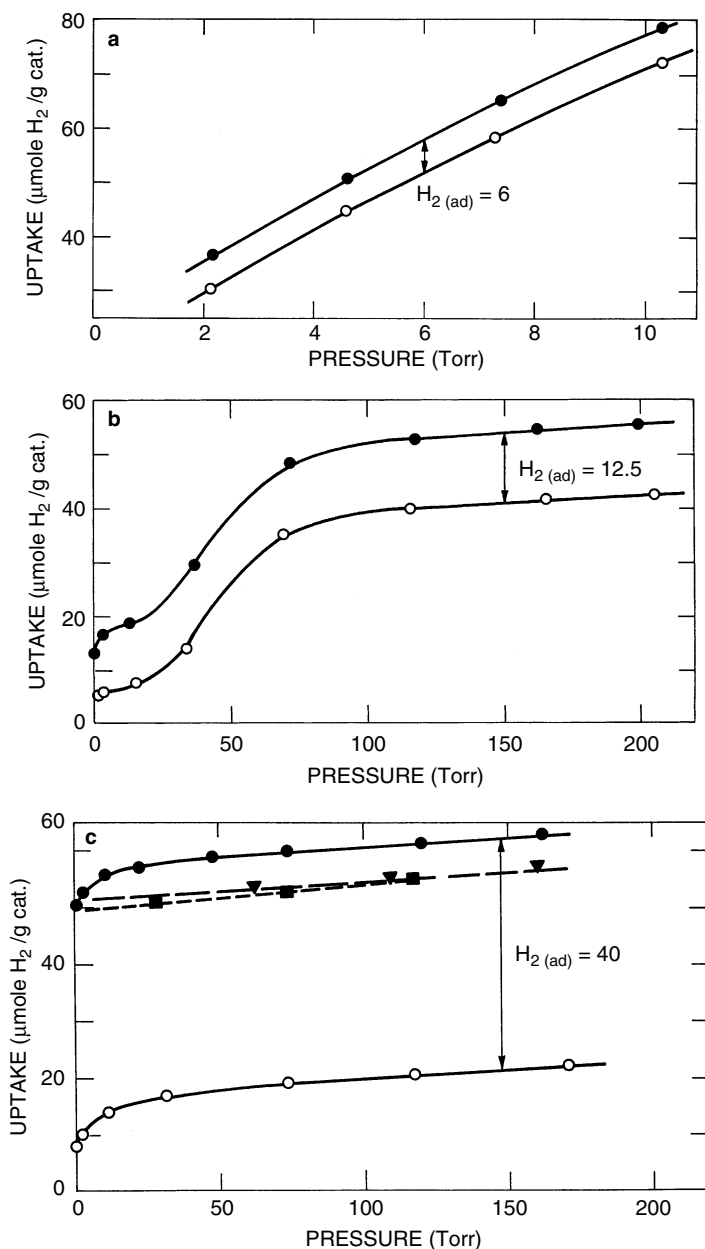 a
80
60
40
UPTAKE (μmole H2 /g cat.)
H2 (ad) = 6
0 2 4 6 8 10
PRESSURE (Torr)
b
60
40
20
0
UPTAKE (μmole H2 /g cat.)
H2 (ad) = 12.5
0 50 100 150 200
PRESSURE (Torr)
c
60
40
20
0
UPTAKE (μmole H2 /g cat.)
H2 (ad) = 40
0 50 100 150 200
PRESSURE (Torr)